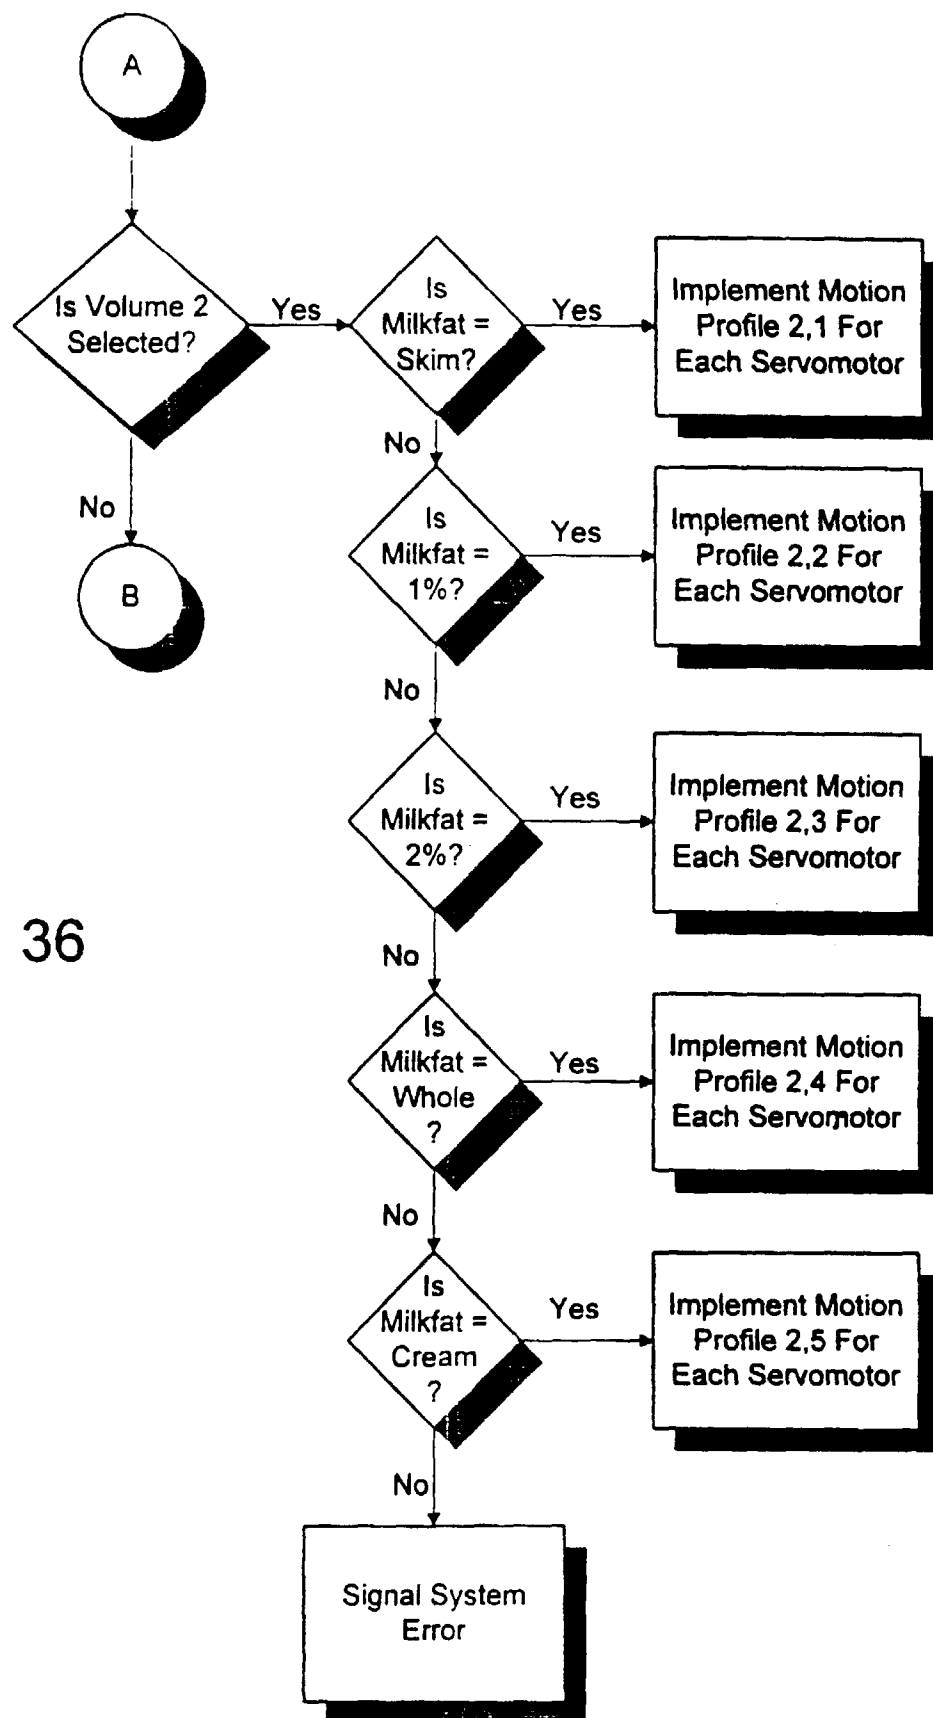 A
Is Volume 2
Selected?
Yes
No
B
Is
Milkfat =
Skim?
Yes
Implement Motion
Profile 2,1 For
Each Servomotor
No
Is
Milkfat =
1%?
Yes
Implement Motion
Profile 2,2 For
Each Servomotor
No
Is
Milkfat =
2%?
Yes
Implement Motion
Profile 2,3 For
Each Servomotor
36
No
Is
Milkfat =
Whole
?
Yes
Implement Motion
Profile 2,4 For
Each Servomotor
No
Is
Milkfat =
Cream
?
Yes
Implement Motion
Profile 2,5 For
Each Servomotor
No
Signal System
Error